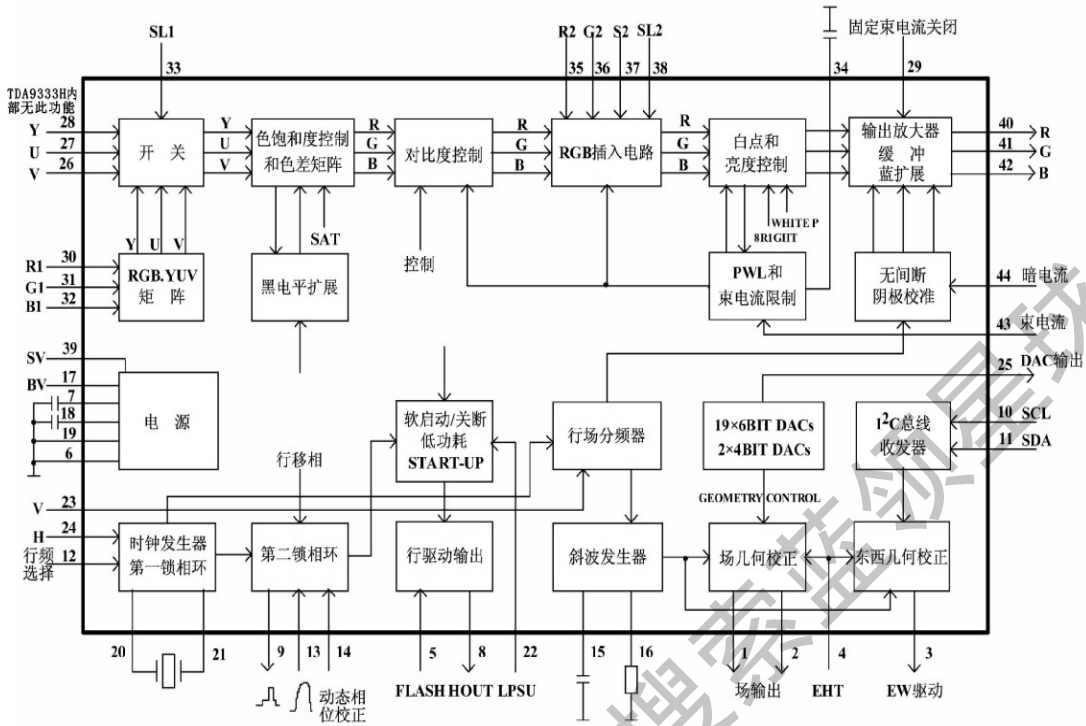 SL1
R2 G2 S2 SL2
固定束电流关闭
33
35 36 37 38
34
29
TDA9333H内
部无此功能
Y 28
U 27
V 26
开 关
Y
U
V
色饱和度控制
和色差矩阵
R
G
B
对比度控制
R
G
B
RGB插入电路
R
G
B
白点和
亮度控制
输出放大器
缓 冲
蓝扩展
40 R
41 G
42 B
Y U V
SAT
控制
WHITE P
8R1GIIT
R1 30
G1 31
B1 32
RGB.YUV
矩 阵
黑电平扩展
PWL和
束电流限制
无间断
阴极校准
44 暗电流
43 束电流
25 DAC输出
SV 39
BV 17
7
18
19
6
电 源
软启动/关断
低功耗
START-UP
行场分频器
19×6BIT DACs
2×4BIT DACs
I²C总线
收发器
10 SCL
11 SDA
行移相
GEOMETRY CONTROL
V 23
H 24
行频 12
选择
时钟发生器
第一锁相环
第二锁相环
行驱动输出
斜波发生器
场几何校正
东西几何校正
20 21 9 13 14 5 8 22 15 16 1 2 4 3
动态相
位校正
FLASH HOUT LPSU
场输出
EHT
EW驱动
搜索蓝领星球